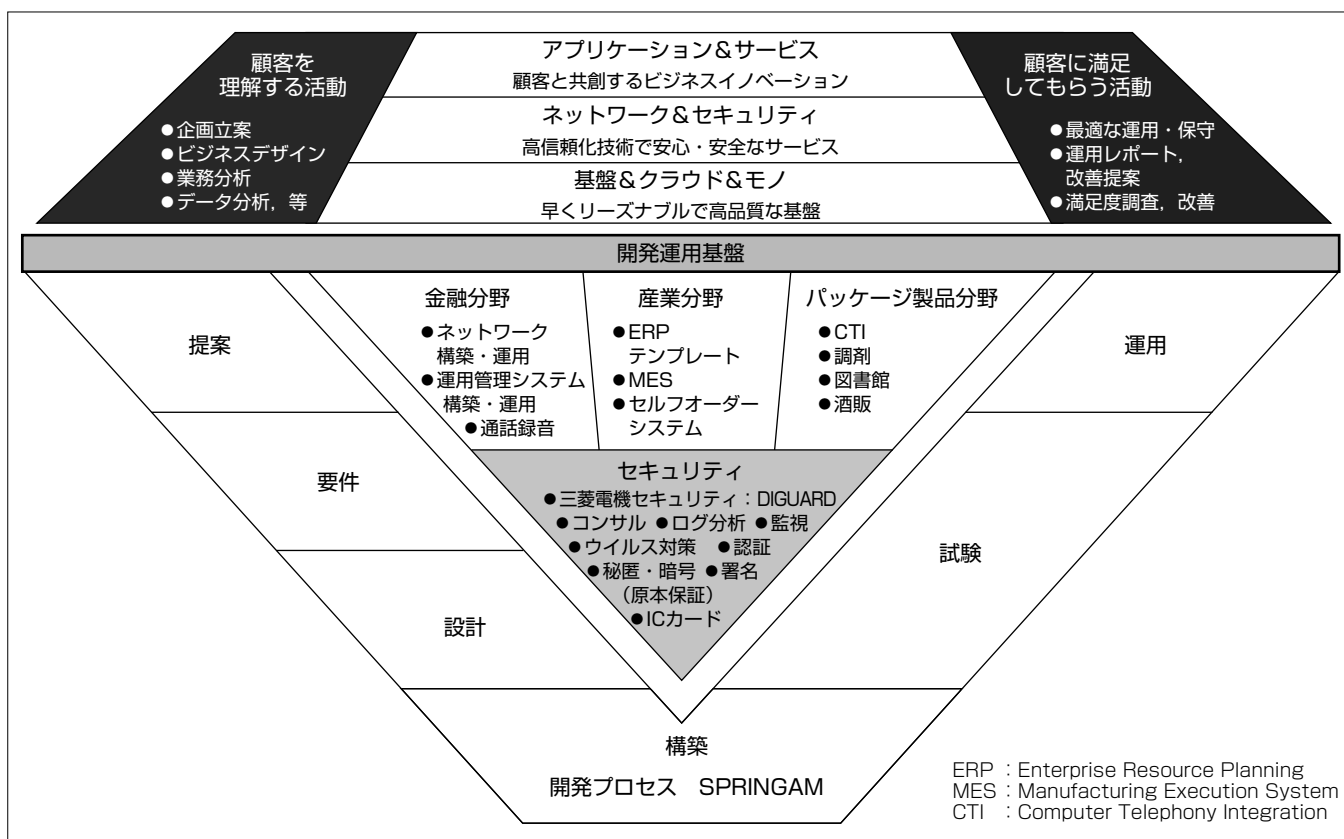 顧客を
理解する活動
●企画立案
●ビジネスデザイン
●業務分析
●データ分析，等
アプリケーション＆サービス
顧客と共創するビジネスイノベーション
ネットワーク＆セキュリティ
高信頼化技術で安心・安全なサービス
基盤＆クラウド＆モノ
早くリーズナブルで高品質な基盤
顧客に満足
してもらう活動
●最適な運用・保守
●運用レポート，
改善提案
●満足度調査，改善
開発運用基盤
提案
要件
設計
金融分野
●ネットワーク
構築・運用
●運用管理システム
構築・運用
●通話録音
産業分野
●ERP
テンプレート
●MES
●セルフオーダー
システム
パッケージ製品分野
●CTI
●調剤
●図書館
●酒販
セキュリティ
●三菱電機セキュリティ：DIGUARD
●コンサル ●ログ分析 ●監視
●ウイルス対策 ●認証
●秘匿・暗号 ●署名
（原本保証）
●ICカード
運用
試験
構築
開発プロセス SPRINGAM
ERP : Enterprise Resource Planning
MES : Manufacturing Execution System
CTI : Computer Telephony Integration